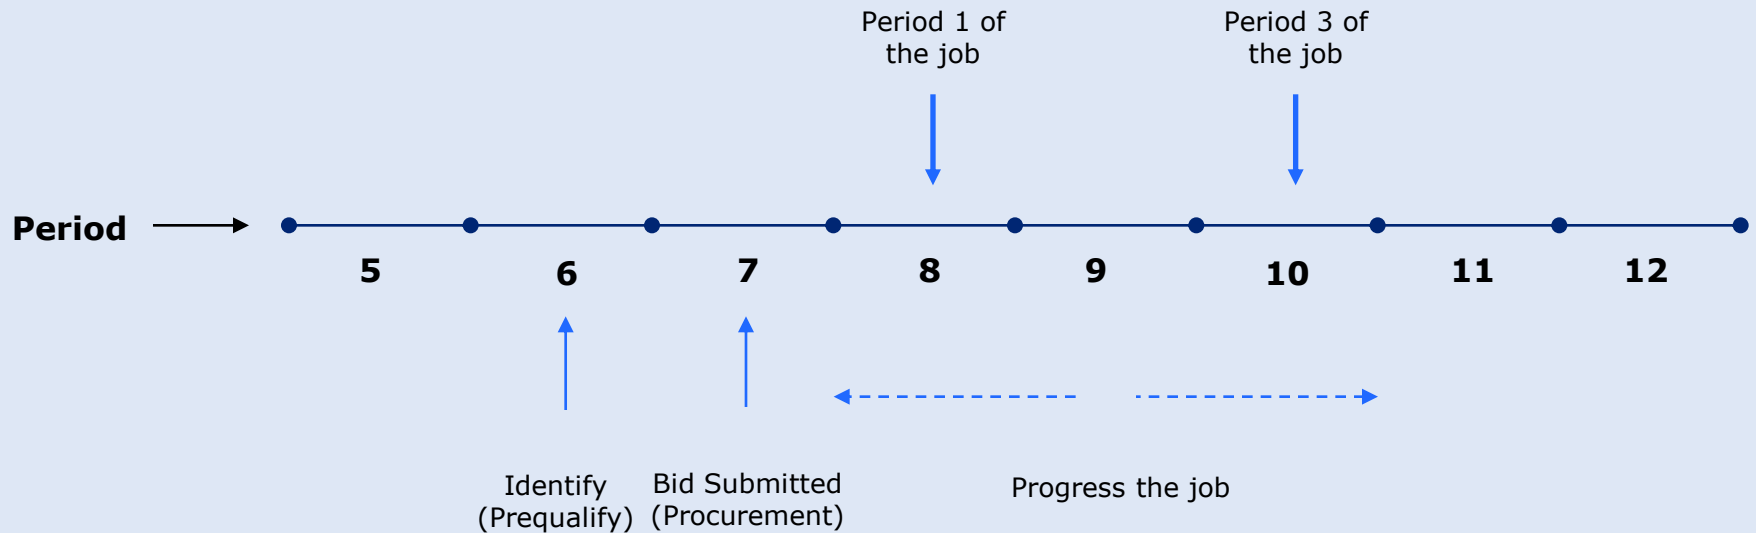 Period 1 of
the job
Period 3 of
the job
Period
5
6
7
8
9
10
11
12
Identify
(Prequalify)
Bid Submitted
(Procurement)
Progress the job